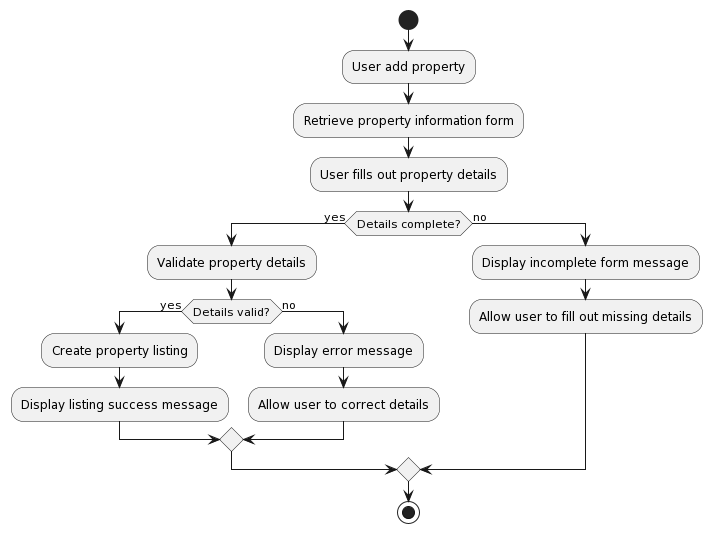 User add property
Retrieve property information form
User fills out property details
yes
Details complete?
no
Validate property details
Display incomplete form message
yes
Details valid?
no
Allow user to fill out missing details
Create property listing
Display error message
Display listing success message
Allow user to correct details